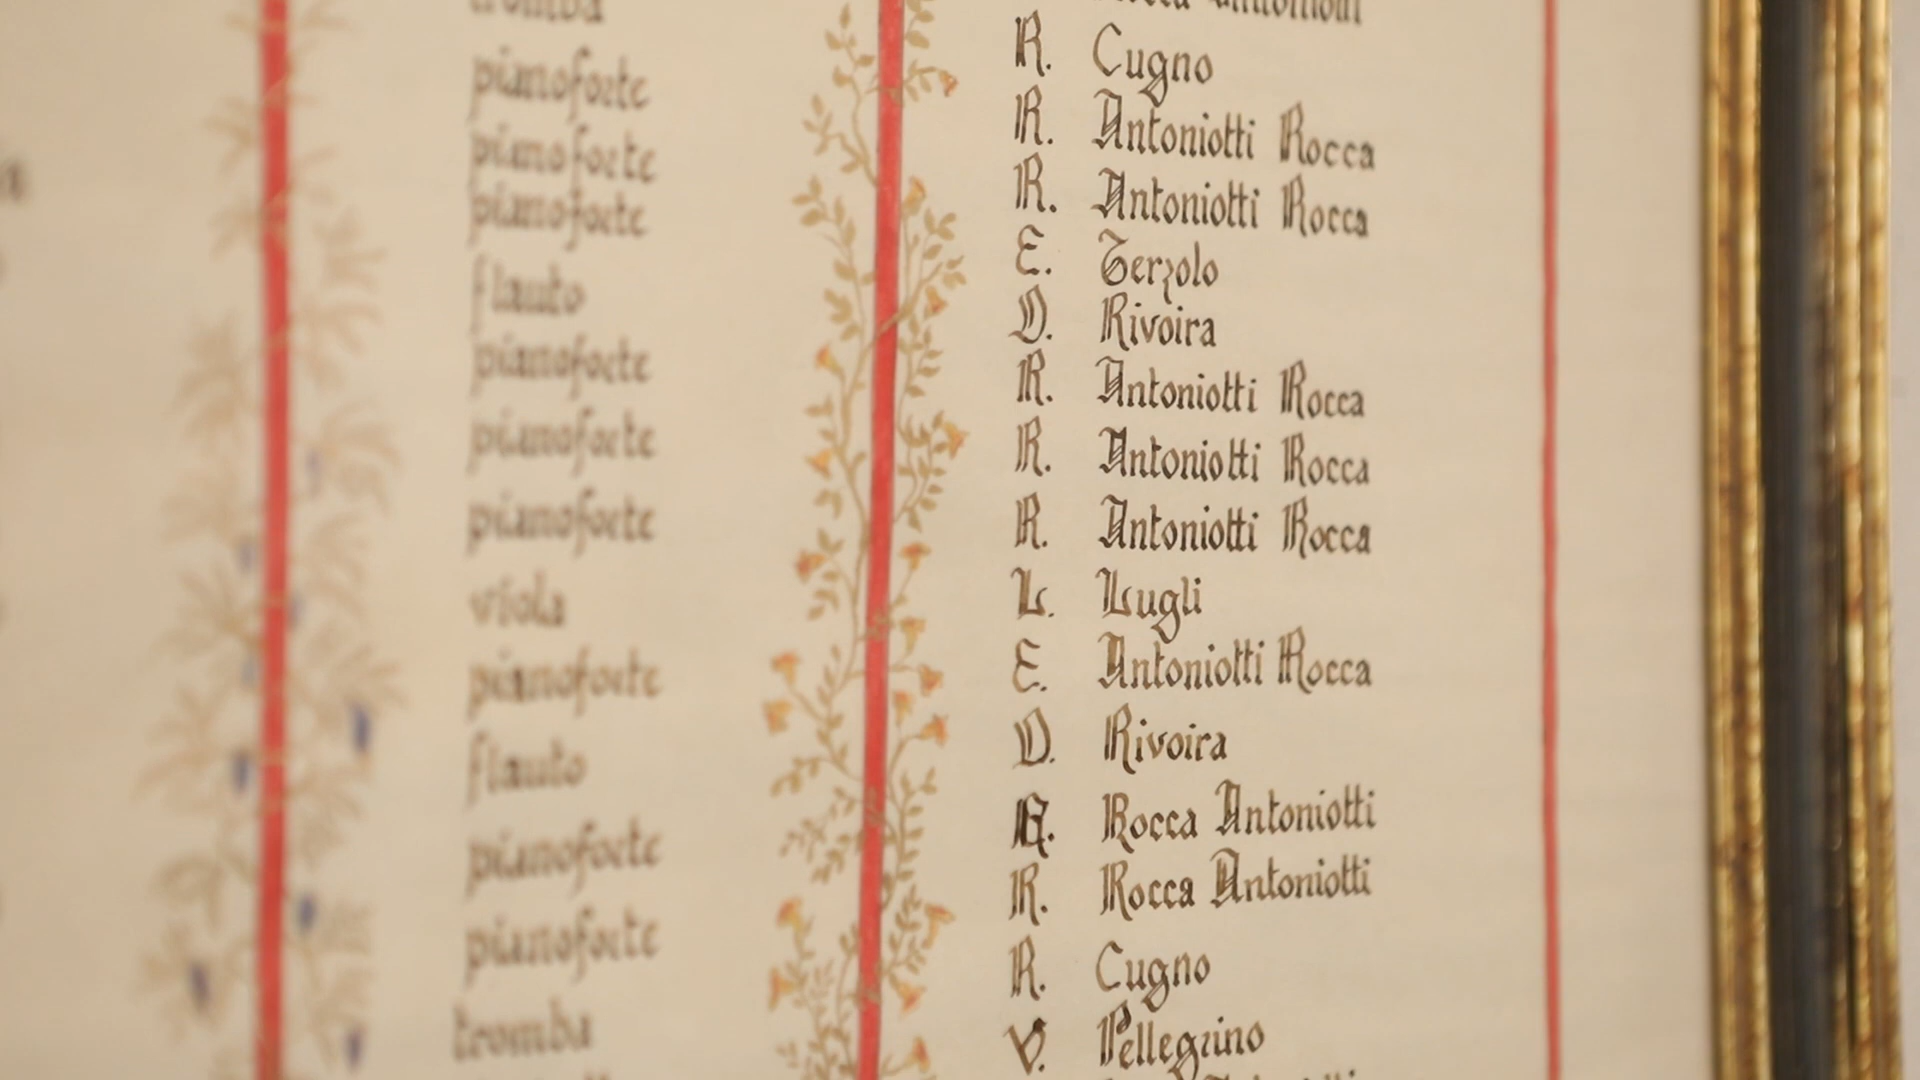 tromba
pianoforte R. Cugno
pianoforte R. Antoniotti Rocca
pianoforte R. Antoniotti Rocca
flauto E. Terzolo
pianoforte D. Rivoira
pianoforte R. Antoniotti Rocca
pianoforte R. Antoniotti Rocca
viola R. Antoniotti Rocca
pianoforte L. Lugli
flauto E. Antoniotti Rocca
pianoforte D. Rivoira
pianoforte R. Rocca Antoniotti
tromba R. Rocca Antoniotti
R. Cugno
V. Pellegrino